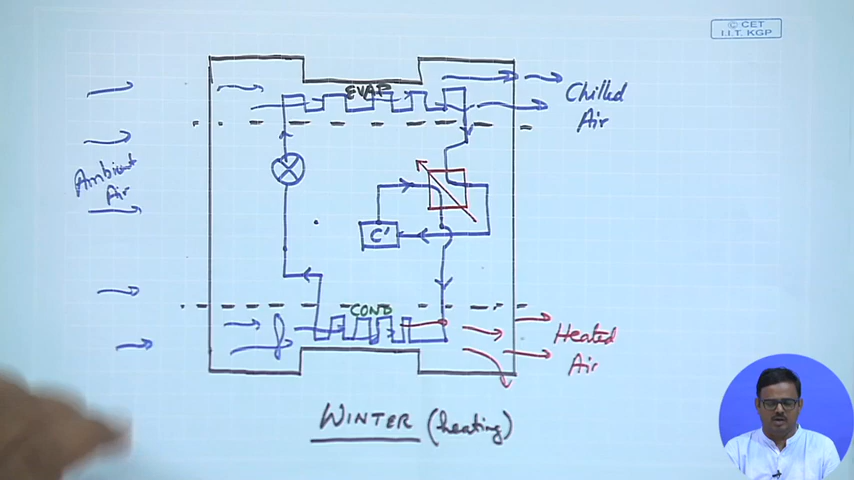 © CET
I.I.T. KGP
EVAP
Chilled
Air
Ambient
Air
C'
COND
Heated
Air
WINTER (heating)